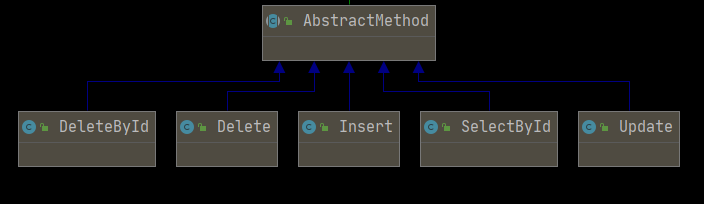 AbstractMethod
DeleteById
Delete
Insert
SelectById
Update